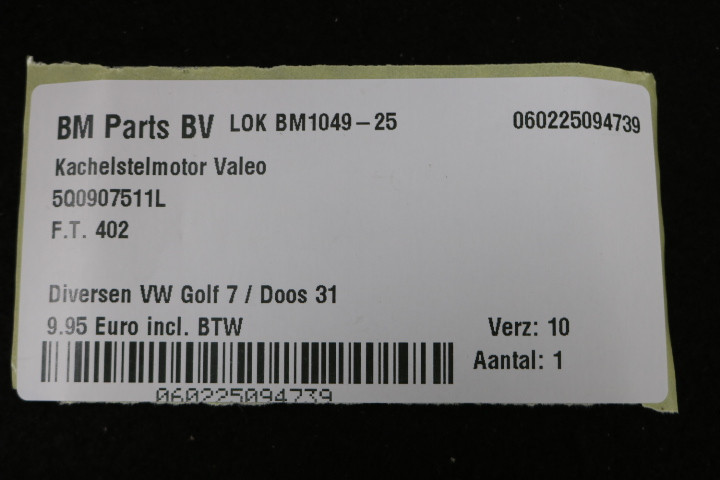 BM Parts BV LOK BM1049-25 060225094739
Kachelstelmotor Valeo
5Q0907511L
F.T. 402
Diversen VW Golf 7 / Doos 31
9.95 Euro incl. BTW Verz: 10
Aantal: 1
060225094739